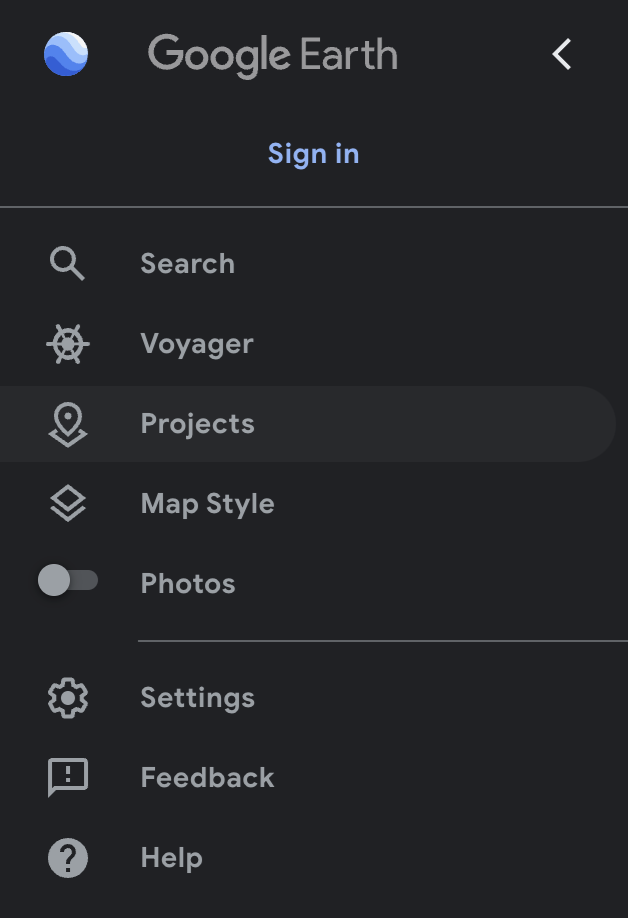 Google Earth
Sign in
Search
Voyager
Projects
Map Style
Photos
Settings
Feedback
Help